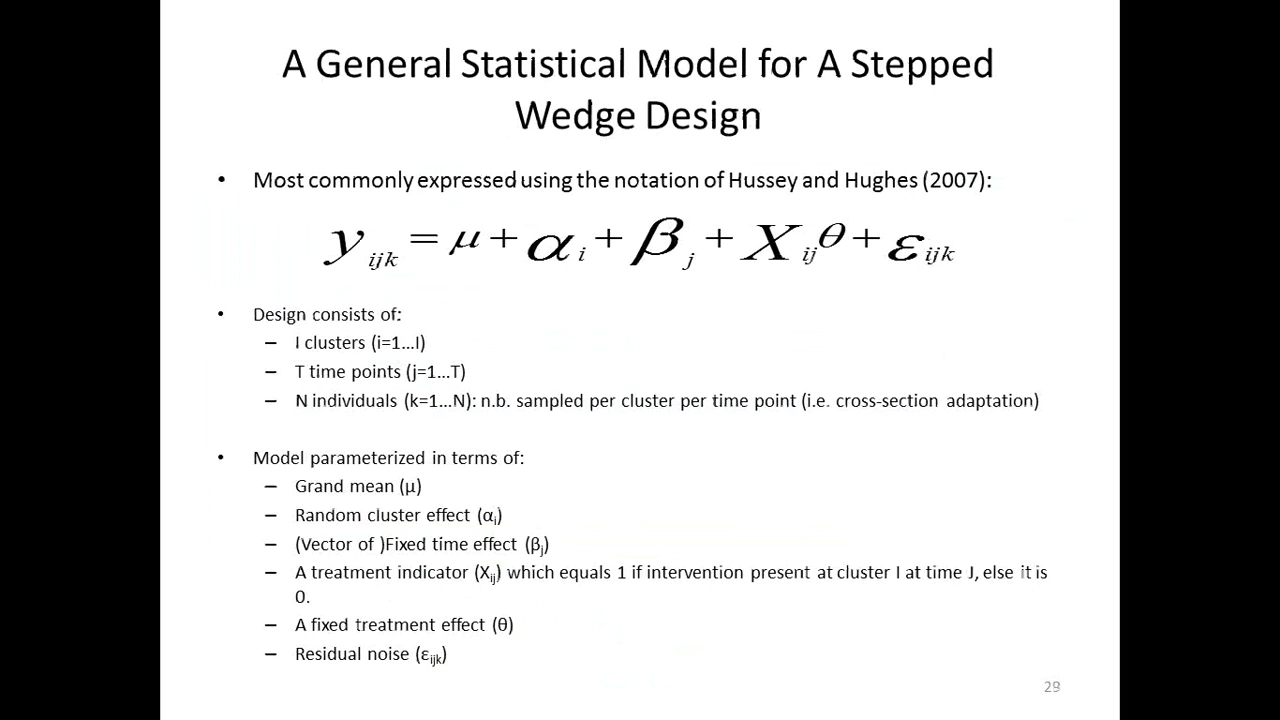 A General Statistical Model for A Stepped
Wedge Design
• Most commonly expressed using the notation of Hussey and Hughes (2007):
y_ijk = μ + α_i + β_j + X_ij θ + ε_ijk
• Design consists of:
– I clusters (i=1...I)
– T time points (j=1...T)
– N individuals (k=1...N): n.b. sampled per cluster per time point (i.e. cross-section adaptation)
• Model parameterized in terms of:
– Grand mean (μ)
– Random cluster effect (α_i)
– (Vector of )Fixed time effect (β_j)
– A treatment indicator (X_ij) which equals 1 if intervention present at cluster I at time J, else it is
0.
– A fixed treatment effect (θ)
– Residual noise (ε_ijk)
29